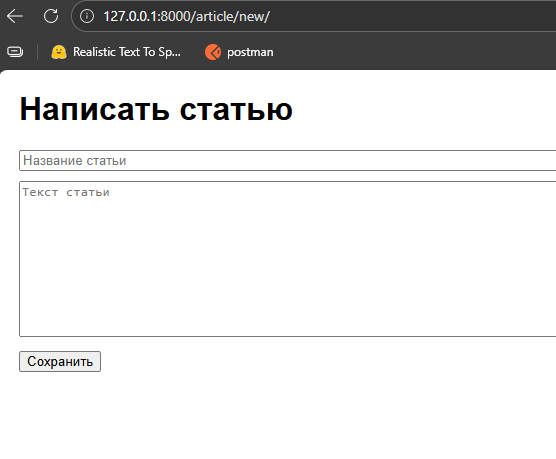 127.0.0.1:8000/article/new/
Realistic Text To Sp...
postman
Написать статью
Название статьи
Текст статьи
Сохранить